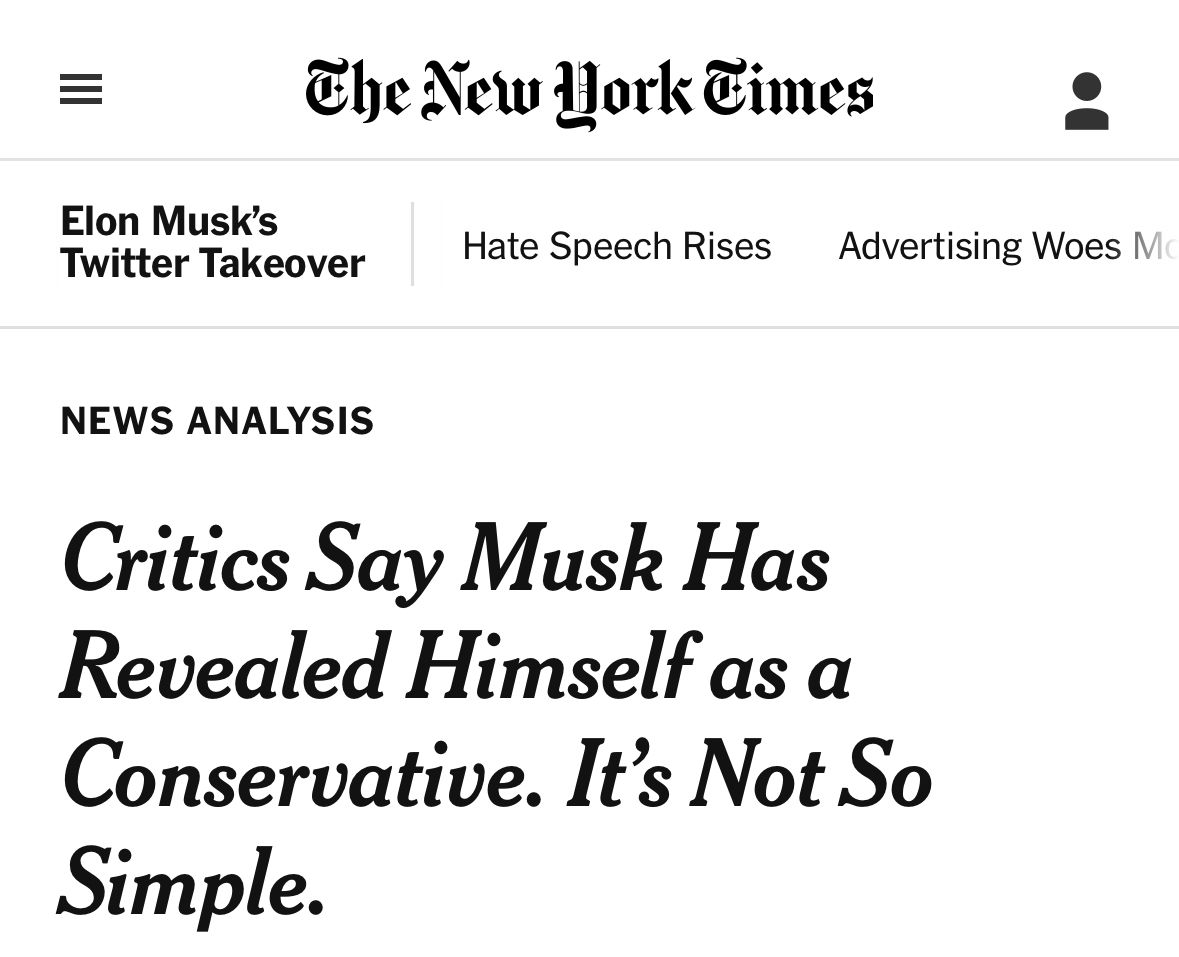 The New York Times
Elon Musk’s
Twitter Takeover
Hate Speech Rises
Advertising Woes
NEWS ANALYSIS
Critics Say Musk Has
Revealed Himself as a
Conservative. It’s Not So
Simple.